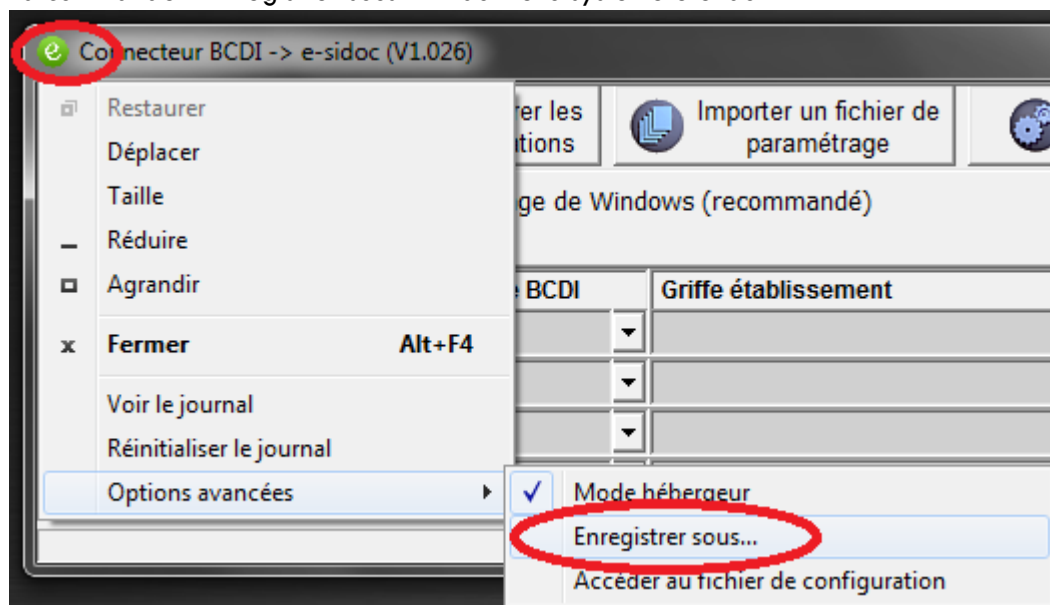 Connecteur BCDI -> e-sidoc (V1.026)
Restaurer
Déplacer
Taille
Réduire
Agrandir
Fermer Alt+F4
Voir le journal
Réinitialiser le journal
Options avancées
rer les
tions
Importer un fichier de
paramétrage
ge de Windows (recommandé)
BCDI Griffe établissement
Mode hébergeur
Enregistrer sous...
Accéder au fichier de configuration